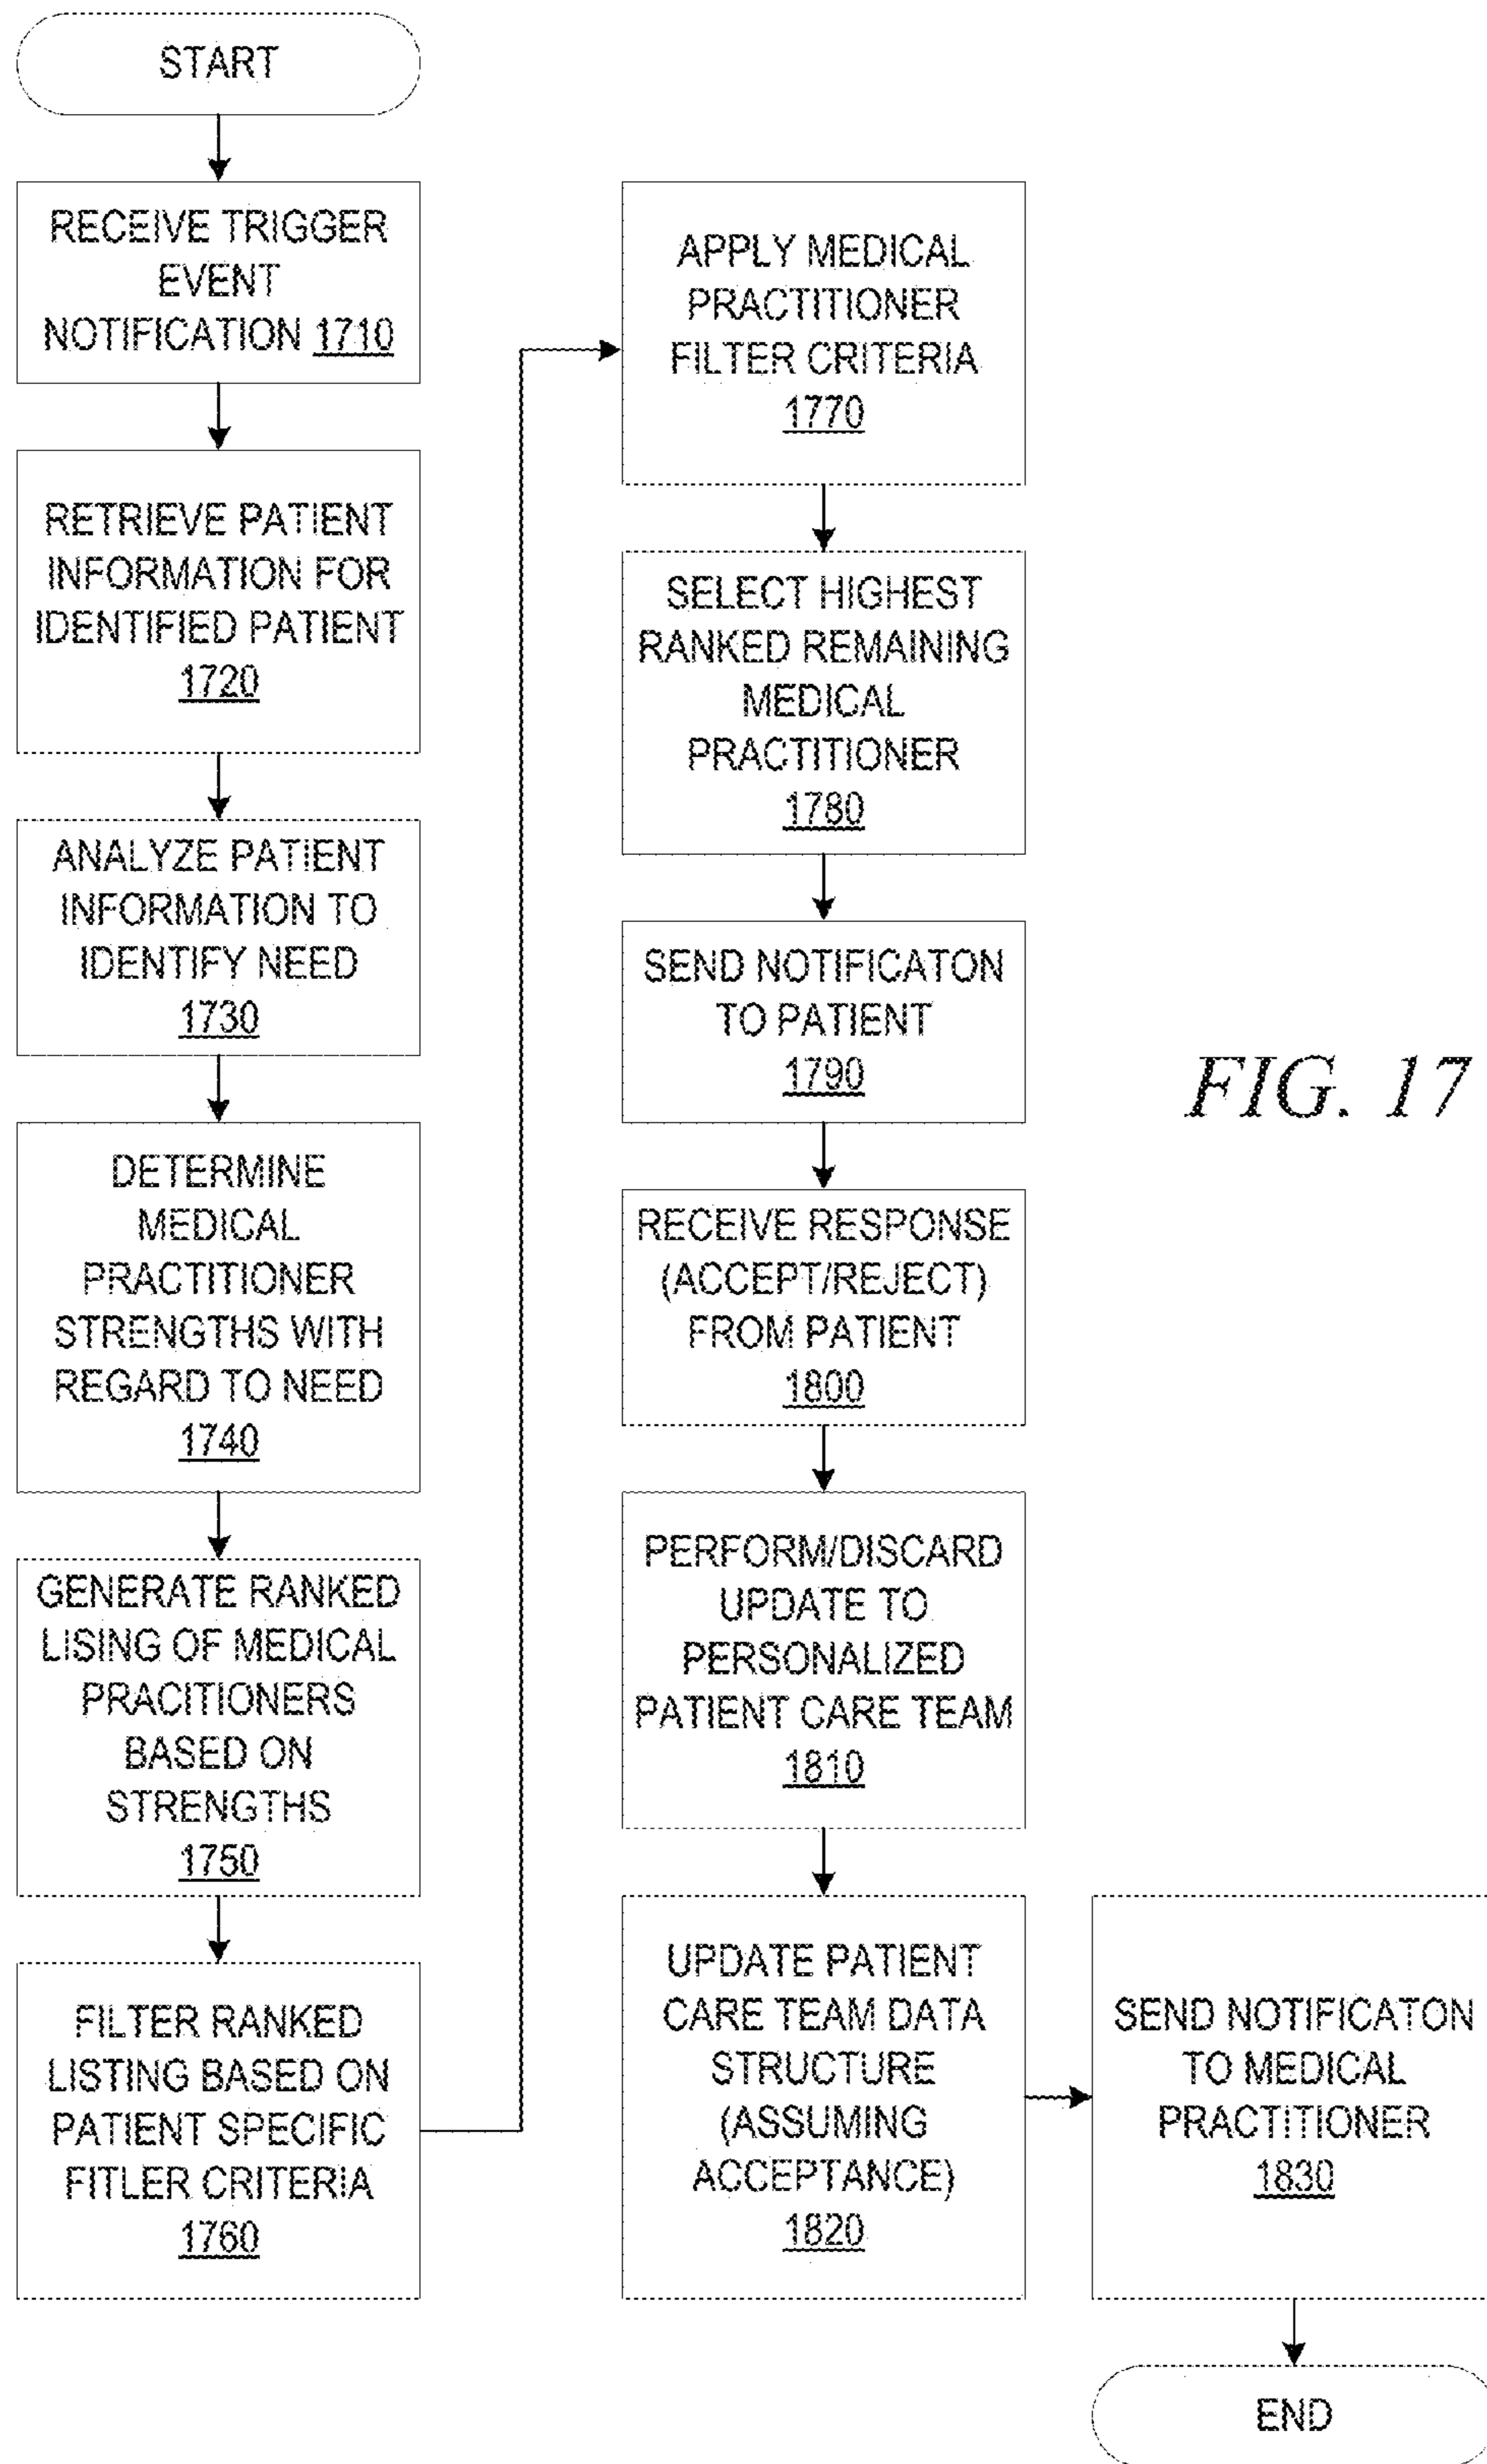 START
RECEIVE TRIGGER
EVENT
NOTIFICATION 1710
RETRIEVE PATIENT
INFORMATION FOR
IDENTIFIED PATIENT
1720
ANALYZE PATIENT
INFORMATION TO
IDENTIFY NEED
1730
DETERMINE
MEDICAL
PRACTITIONER
STRENGTHS WITH
REGARD TO NEED
1740
GENERATE RANKED
LISING OF MEDICAL
PRACITIONERS
BASED ON
STRENGTHS
1750
FILTER RANKED
LISTING BASED ON
PATIENT SPECIFIC
FITLER CRITERIA
1760
APPLY MEDICAL
PRACTITIONER
FILTER CRITERIA
1770
SELECT HIGHEST
RANKED REMAINING
MEDICAL
PRACTITIONER
1780
SEND NOTIFICATON
TO PATIENT
1790
RECEIVE RESPONSE
(ACCEPT/REJECT)
FROM PATIENT
1800
PERFORM/DISCARD
UPDATE TO
PERSONALIZED
PATIENT CARE TEAM
1810
UPDATE PATIENT
CARE TEAM DATA
STRUCTURE
(ASSUMING
ACCEPTANCE)
1820
SEND NOTIFICATON
TO MEDICAL
PRACTITIONER
1830
END
FIG. 17